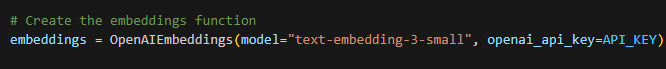 # Create the embeddings function
embeddings = OpenAIEmbeddings(model="text-embedding-3-small", openai_api_key=API_KEY)